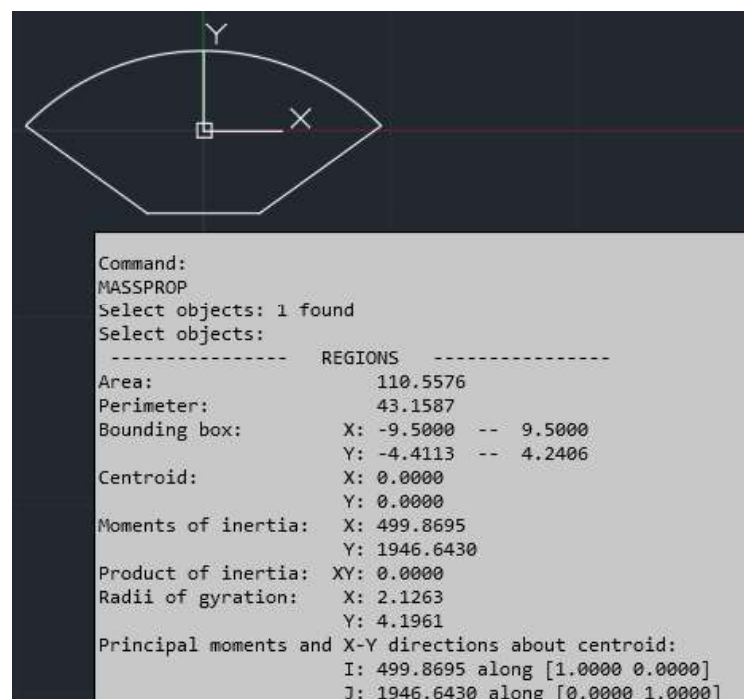 Y
X
Command:
MASSPROP
Select objects: 1 found
Select objects:
---------------- REGIONS ----------------
Area: 110.5576
Perimeter: 43.1587
Bounding box: X: -9.5000 -- 9.5000
Y: -4.4113 -- 4.2406
Centroid: X: 0.0000
Y: 0.0000
Moments of inertia: X: 499.8695
Y: 1946.6430
Product of inertia: XY: 0.0000
Radii of gyration: X: 2.1263
Y: 4.1961
Principal moments and X-Y directions about centroid:
I: 499.8695 along [1.0000 0.0000]
J: 1946.6430 along [0.0000 1.0000]